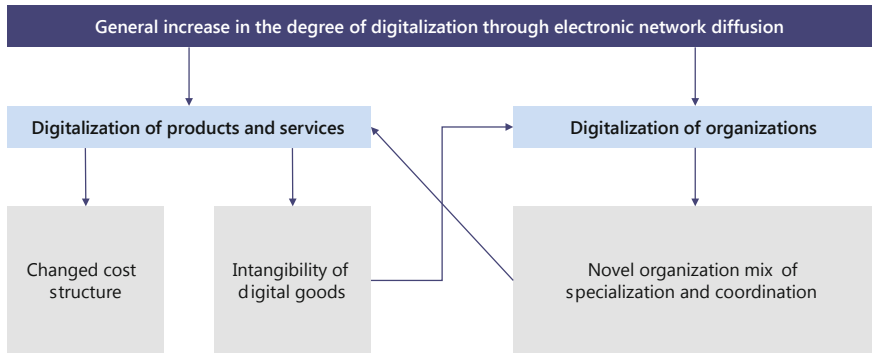 General increase in the degree of digitalization through electronic network diffusion
Digitalization of products and services
Digitalization of organizations
Changed cost
structure
Intangibility of
digital goods
Novel organization mix of
specialization and coordination